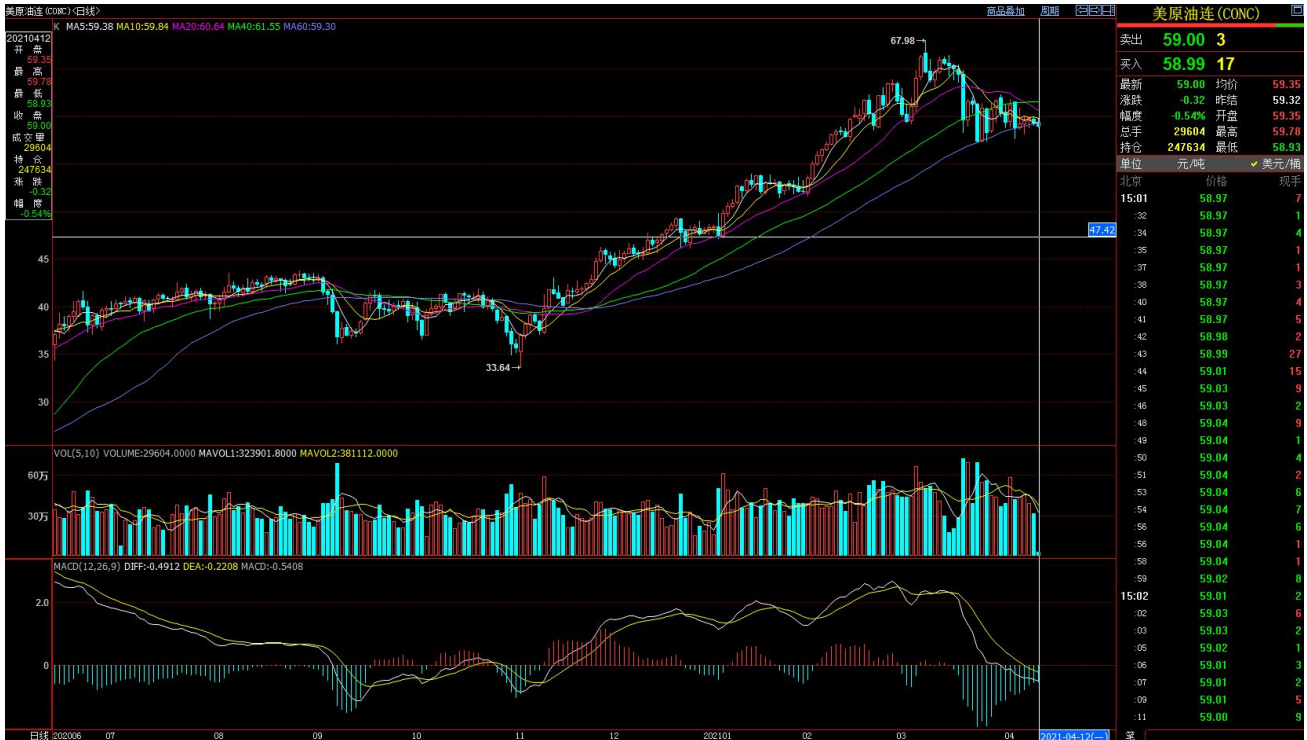 美原油连(CONC)<日线>
商品叠加 周期
K MA5:59.38 MA10:59.84 MA20:60.64 MA40:61.55 MA60:59.30
20210412
开 盘
59.35
最 高
59.78
最 低
58.93
收 盘
59.00
成交量
29604
持 仓
247634
涨 跌
-0.32
幅 度
-0.54%
67.98
47.42
45
40
35
33.64
30
VOL(5,10) VOLUME:29604.0000 MAVOL1:323901.8000 MAVOL2:381112.0000
60万
30万
MACD(12,26,9) DIFF:-0.4912 DEA:-0.2208 MACD:-0.5408
2.0
0
日线 202006 07 08 09 10 11 12 202101 02 03 04 2021-04-12(一)
美原油连(CONC)
卖出 59.00 3
买入 58.99 17
最新 59.00 均价 59.35
涨跌 -0.32 昨结 59.32
幅度 -0.54% 开盘 59.35
总手 29604 最高 59.78
持仓 247634 最低 58.93
单位 元/吨 美元/桶
北京 价格 现手
15:01 58.97 7
:32 58.97 1
:34 58.97 4
:35 58.97 1
:37 58.97 1
:38 58.97 3
:40 58.97 4
:41 58.97 5
:42 58.98 2
:43 58.99 27
:44 59.01 15
:45 59.03 9
:46 59.03 2
:48 59.04 9
:49 59.04 1
:50 59.04 4
:51 59.04 2
:53 59.04 6
:54 59.04 7
:56 59.04 6
:56 59.04 1
:58 59.04 1
:59 59.02 8
15:02 59.01 2
:02 59.03 6
:03 59.03 2
:05 59.02 1
:06 59.01 3
:07 59.01 2
:09 59.01 5
:11 59.00 9
笔